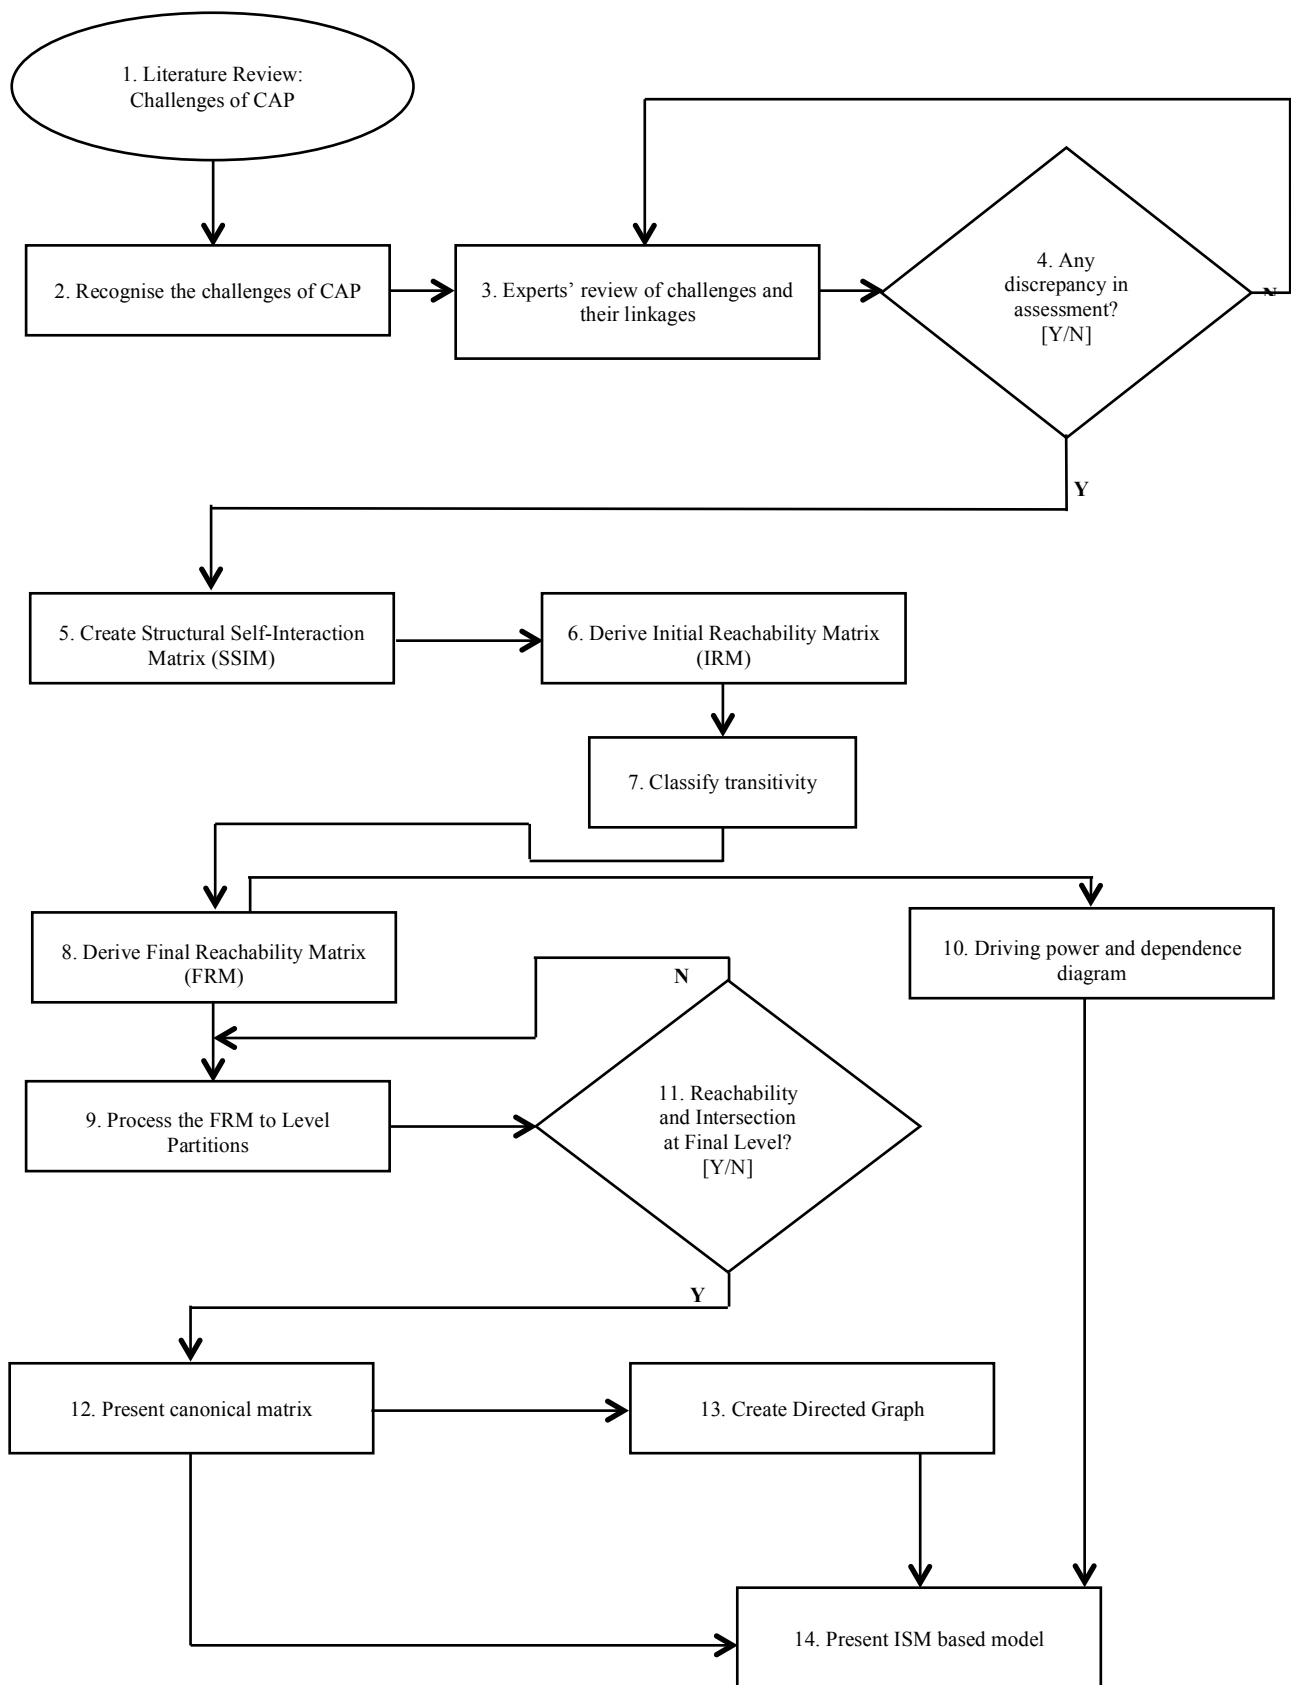 1. Literature Review:
Challenges of CAP
2. Recognise the challenges of CAP
3. Experts’ review of challenges and
their linkages
4. Any
discrepancy in
assessment?
[Y/N]
N
Y
5. Create Structural Self-Interaction
Matrix (SSIM)
6. Derive Initial Reachability Matrix
(IRM)
7. Classify transitivity
8. Derive Final Reachability Matrix
(FRM)
10. Driving power and dependence
diagram
N
9. Process the FRM to Level
Partitions
11. Reachability
and Intersection
at Final Level?
[Y/N]
Y
12. Present canonical matrix
13. Create Directed Graph
14. Present ISM based model